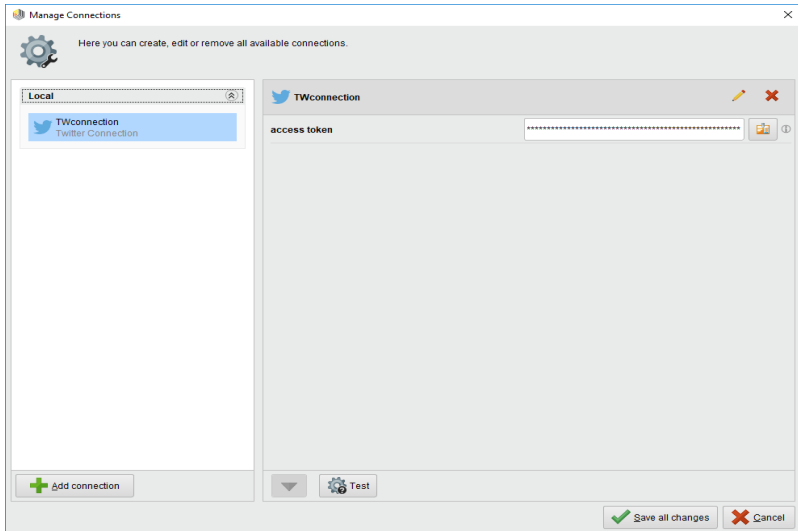 Manage Connections
Here you can create, edit or remove all available connections.
Local
TWconnection
Twitter Connection
TWconnection
access token
Add connection
Test
Save all changes
Cancel